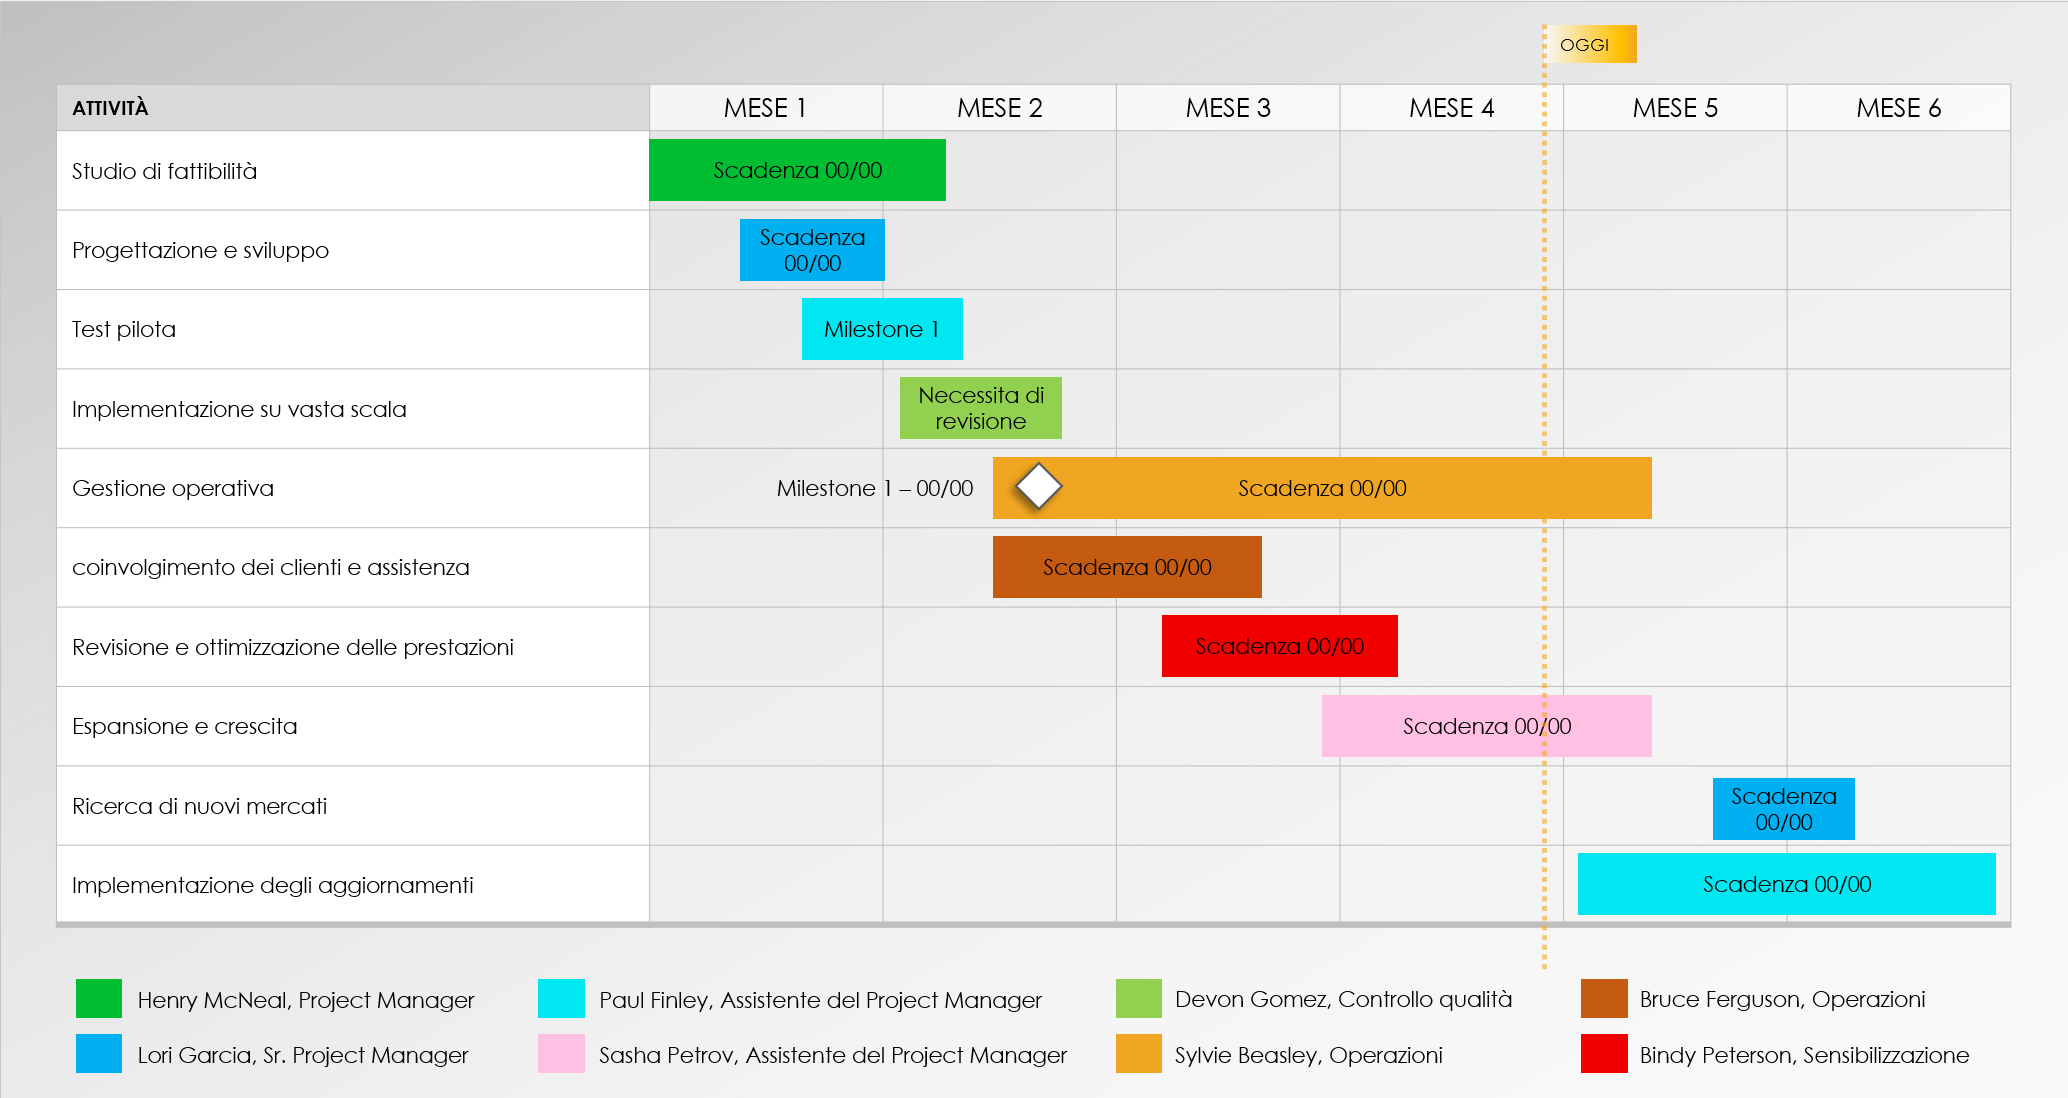 OGGI
ATTIVITÀ
MESE 1
MESE 2
MESE 3
MESE 4
MESE 5
MESE 6
Studio di fattibilità
Scadenza 00/00
Progettazione e sviluppo
Scadenza
00/00
Test pilota
Milestone 1
Implementazione su vasta scala
Necessita di
revisione
Gestione operativa
Milestone 1 – 00/00
Scadenza 00/00
coinvolgimento dei clienti e assistenza
Scadenza 00/00
Revisione e ottimizzazione delle prestazioni
Scadenza 00/00
Espansione e crescita
Scadenza 00/00
Ricerca di nuovi mercati
Scadenza
00/00
Implementazione degli aggiornamenti
Scadenza 00/00
Henry McNeal, Project Manager
Paul Finley, Assistente del Project Manager
Devon Gomez, Controllo qualità
Bruce Ferguson, Operazioni
Lori Garcia, Sr. Project Manager
Sasha Petrov, Assistente del Project Manager
Sylvie Beasley, Operazioni
Bindy Peterson, Sensibilizzazione